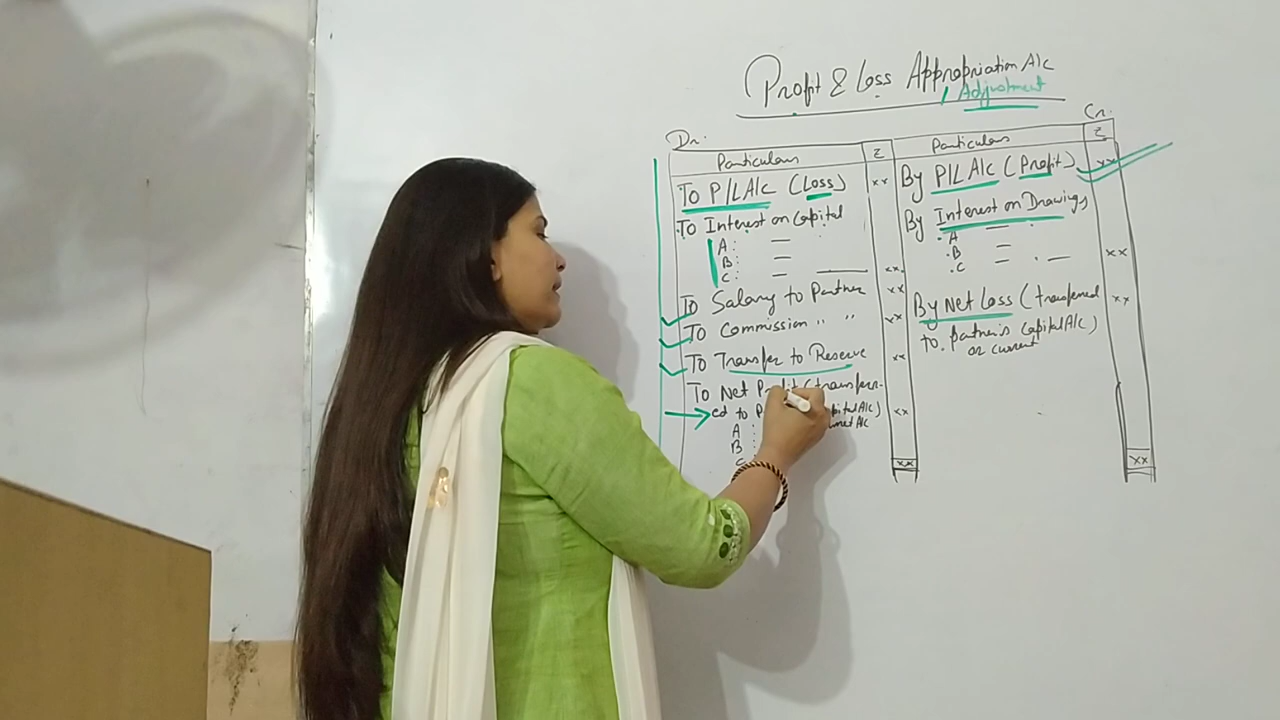 Profit & Loss Appropriation A/c
Adjustment
Dr. Cr.
Particulars ₹ Particulars ₹
To P/L A/c (Loss) xx
To Interest on Capital
A: —
B: —
C: — xx
To Salary to Partner xx
To Commission " " xx
To Transfer to Reserve xx
To Net Profit (transferr-
ed to P A/c) xx
A :
B :
C
xx
By P/L A/c (Profit) xx
By Interest on Drawings
A —
B
C — . — xx
By Net Loss (transferred xx
to partner's capital A/c)
or current
xx